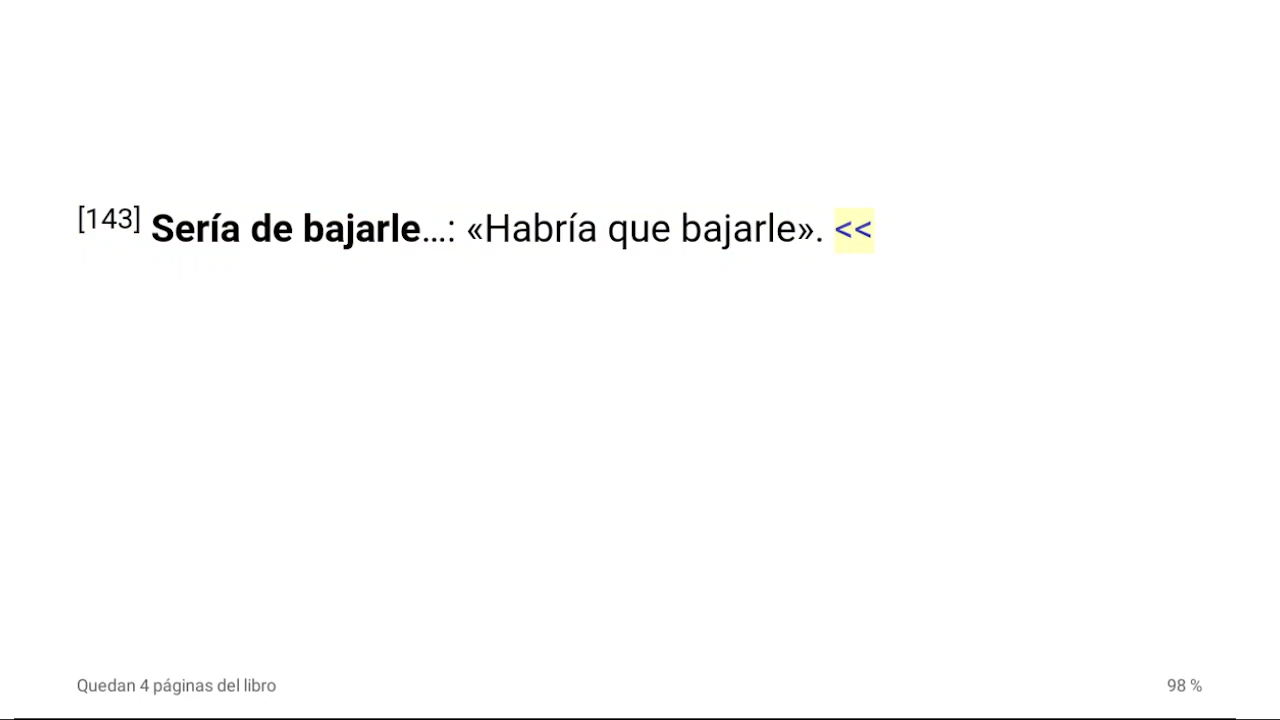 [143] Sería de bajarle…: «Habría que bajarle». <<
Quedan 4 páginas del libro
98 %